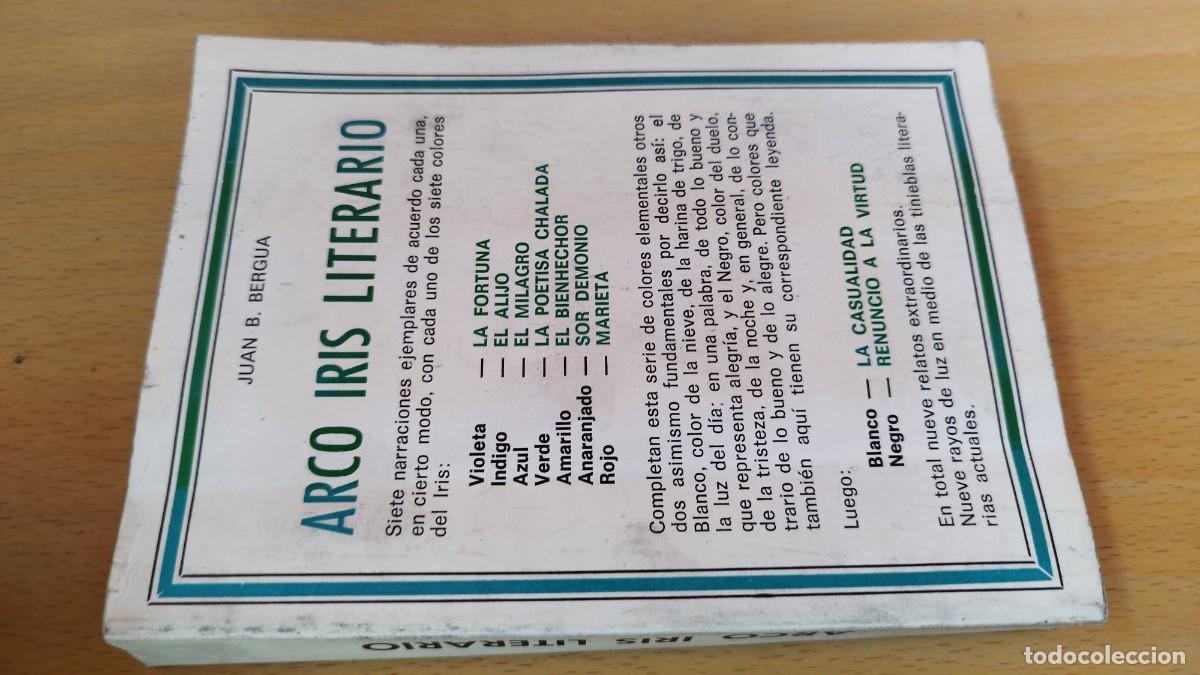 JUAN B. BERGUA
ARCO IRIS LITERARIO
Siete narraciones ejemplares de acuerdo cada una,
en cierto modo, con cada uno de los siete colores
del Iris:
Violeta — LA FORTUNA
Indigo — EL ALIJO
Azul — EL MILAGRO
Verde — LA POETISA CHALADA
Amarillo — EL BIENHECHOR
Anaranjado — SOR DEMONIO
Rojo — MARIETA
Completan esta serie de colores elementales otros
dos asimismo fundamentales por decirlo así: el
Blanco, color de la nieve, de la harina de trigo, de
la luz del día; en una palabra, de todo lo bueno y
que representa alegría, y el Negro, color del duelo,
de la tristeza, de la noche y, en general, de lo con-
trario de lo bueno y de lo alegre. Pero colores que
también aquí tienen su correspondiente leyenda.
Luego:
Blanco — LA CASUALIDAD
Negro — RENUNCIO A LA VIRTUD
En total nueve relatos extraordinarios.
Nueve rayos de luz en medio de las tinieblas litera-
rias actuales.
ARCO IRIS LITERARIO
todocoleccion